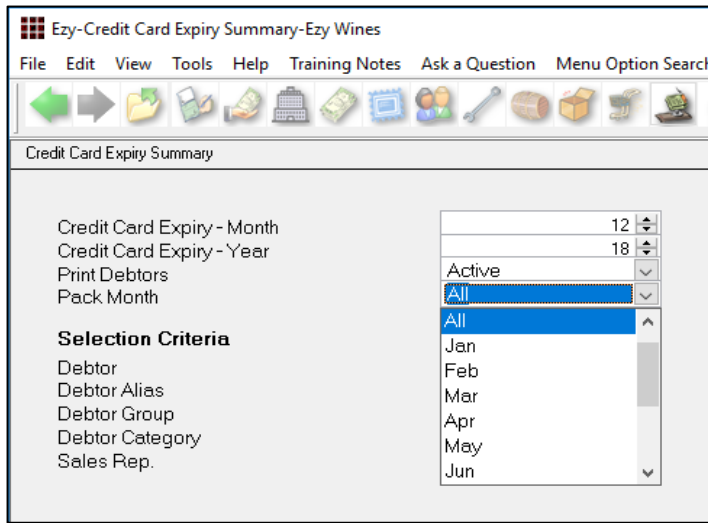 Ezy-Credit Card Expiry Summary-Ezy Wines
File Edit View Tools Help Training Notes Ask a Question Menu Option Search
Credit Card Expiry Summary
Credit Card Expiry - Month 12
Credit Card Expiry - Year 18
Print Debtors Active
Pack Month All
All
Selection Criteria
Jan
Debtor
Feb
Debtor Alias
Mar
Debtor Group
Apr
Debtor Category
May
Sales Rep.
Jun